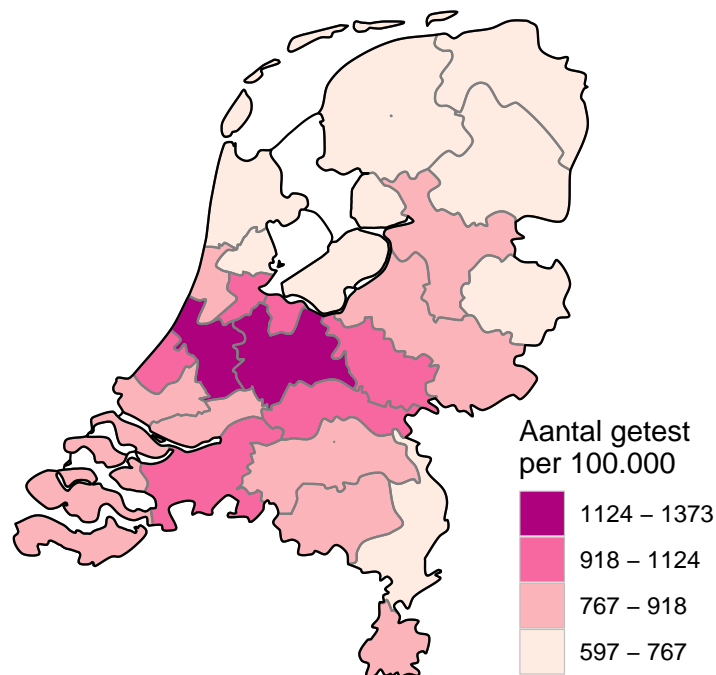 Aantal getest
per 100.000
1124 – 1373
918 – 1124
767 – 918
597 – 767